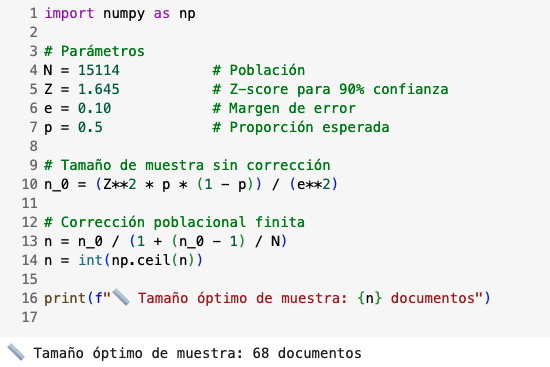 1 import numpy as np
2
3 # Parámetros
4 N = 15114           # Población
5 Z = 1.645           # Z-score para 90% confianza
6 e = 0.10            # Margen de error
7 p = 0.5             # Proporción esperada
8
9 # Tamaño de muestra sin corrección
10 n_0 = (Z**2 * p * (1 - p)) / (e**2)
11
12 # Corrección poblacional finita
13 n = n_0 / (1 + (n_0 - 1) / N)
14 n = int(np.ceil(n))
15
16 print(f"📏 Tamaño óptimo de muestra: {n} documentos")
17
📏 Tamaño óptimo de muestra: 68 documentos